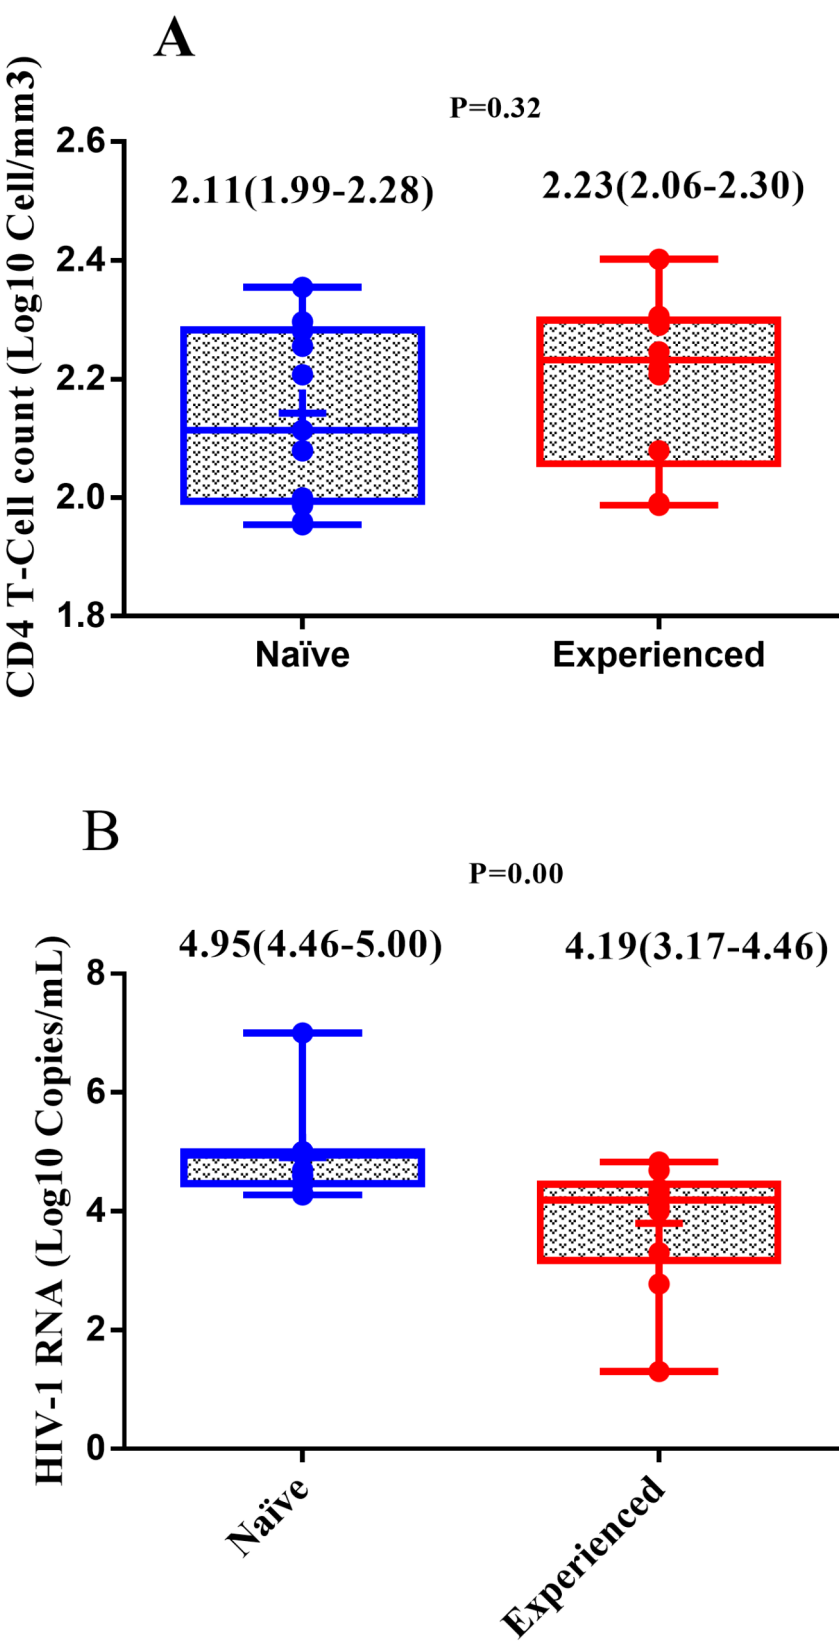 A
P=0.32
CD4 T-Cell count (Log10 Cell/mm3)
2.6
2.11(1.99-2.28)
2.23(2.06-2.30)
2.4
2.2
2.0
1.8
Naïve
Experienced
B
P=0.00
HIV-1 RNA (Log10 Copies/mL)
4.95(4.46-5.00)
4.19(3.17-4.46)
8
6
4
2
0
Naïve
Experienced